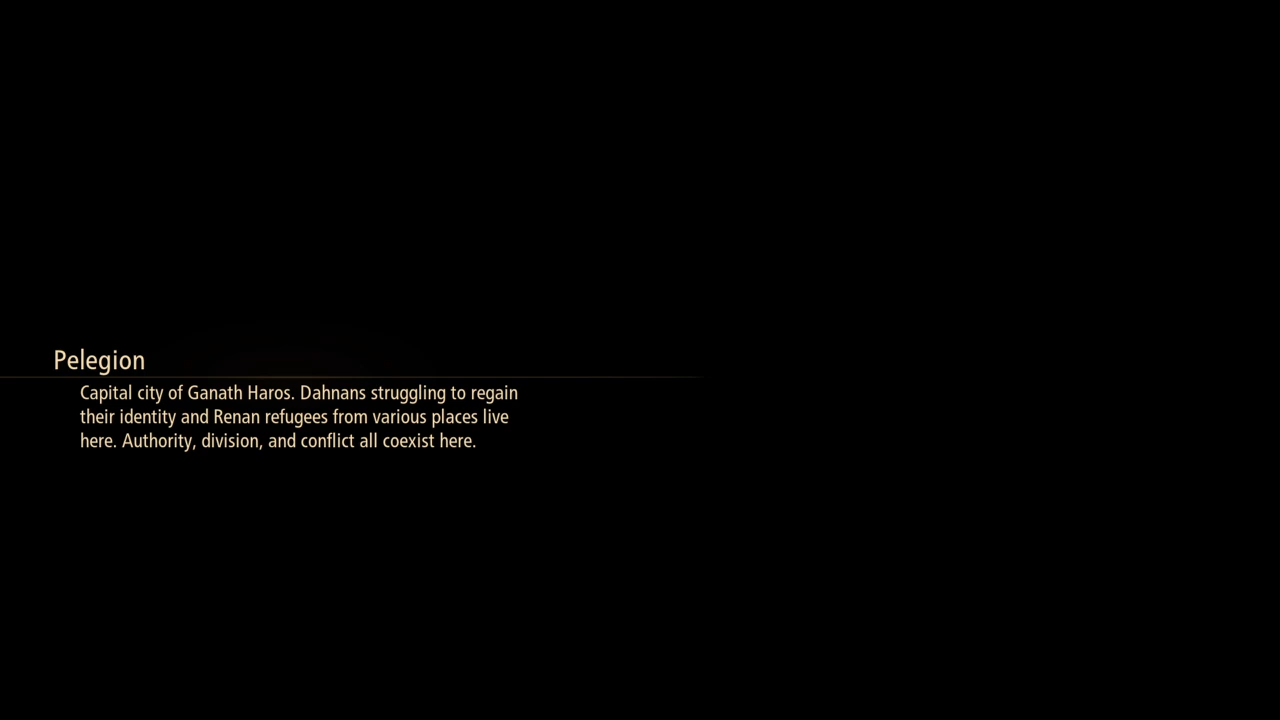 Pelegion
Capital city of Ganath Haros. Dahnans struggling to regain
their identity and Renan refugees from various places live
here. Authority, division, and conflict all coexist here.